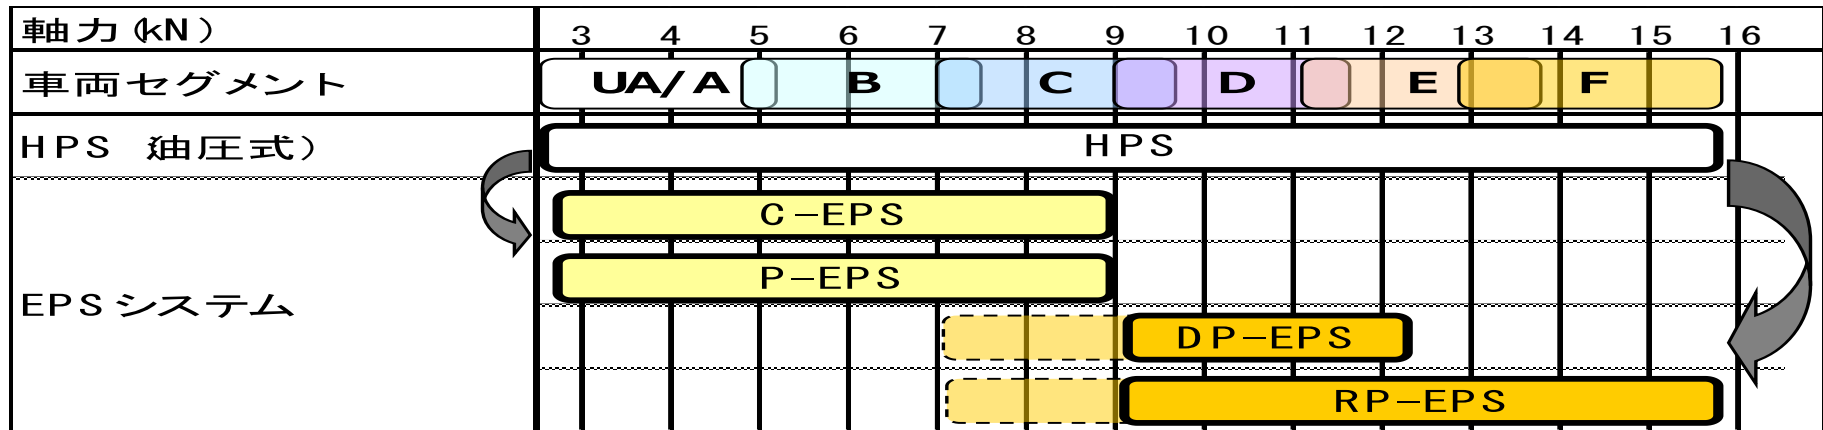 軸力(kN)
3 4 5 6 7 8 9 10 11 12 13 14 15 16
車両セグメント
UA/A B C D E F
HPS (油圧式)
HPS
C-EPS
P-EPS
EPSシステム
DP-EPS
RP-EPS